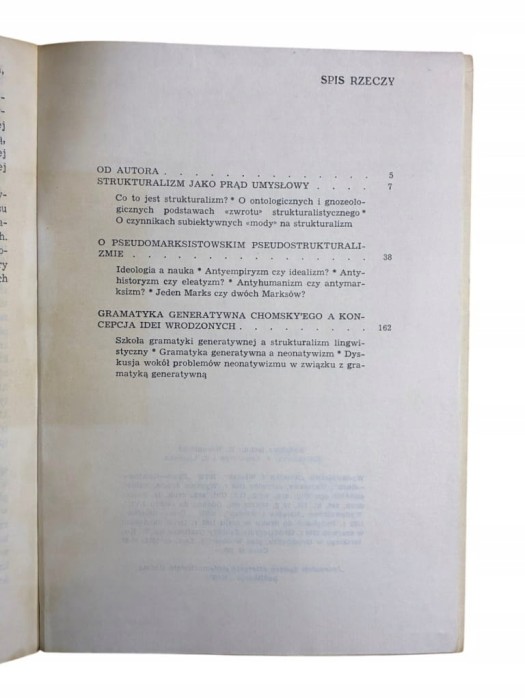 SPIS RZECZY
OD AUTORA . . . . . . . . . . . . . . . 5
STRUKTURALIZM JAKO PRĄD UMYSŁOWY . . . . 7
Co to jest strukturalizm? * O ontologicznych i gnozeolo-
gicznych podstawach «zwrotu» strukturalistycznego *
O czynnikach subiektywnych «mody» na strukturalizm
O PSEUDOMARKSISTOWSKIM PSEUDOSTRUKTURALI-
ZMIE . . . . . . . . . . . . . . . . 38
Ideologia a nauka * Antyempiryzm czy idealizm? * Anty-
historyzm czy eleatyzm? * Antyhumanizm czy antymar-
ksizm? * Jeden Marks czy dwóch Marksów?
GRAMATYKA GENERATYWNA CHOMSKY'EGO A KON-
CEPCJA IDEI WRODZONYCH . . . . . . . . . 162
Szkoła gramatyki generatywnej a strukturalizm lingwi-
styczny * Gramatyka generatywna a neonatywizm * Dys-
kusja wokół problemów neonatywizmu w związku z gra-
matyką generatywną